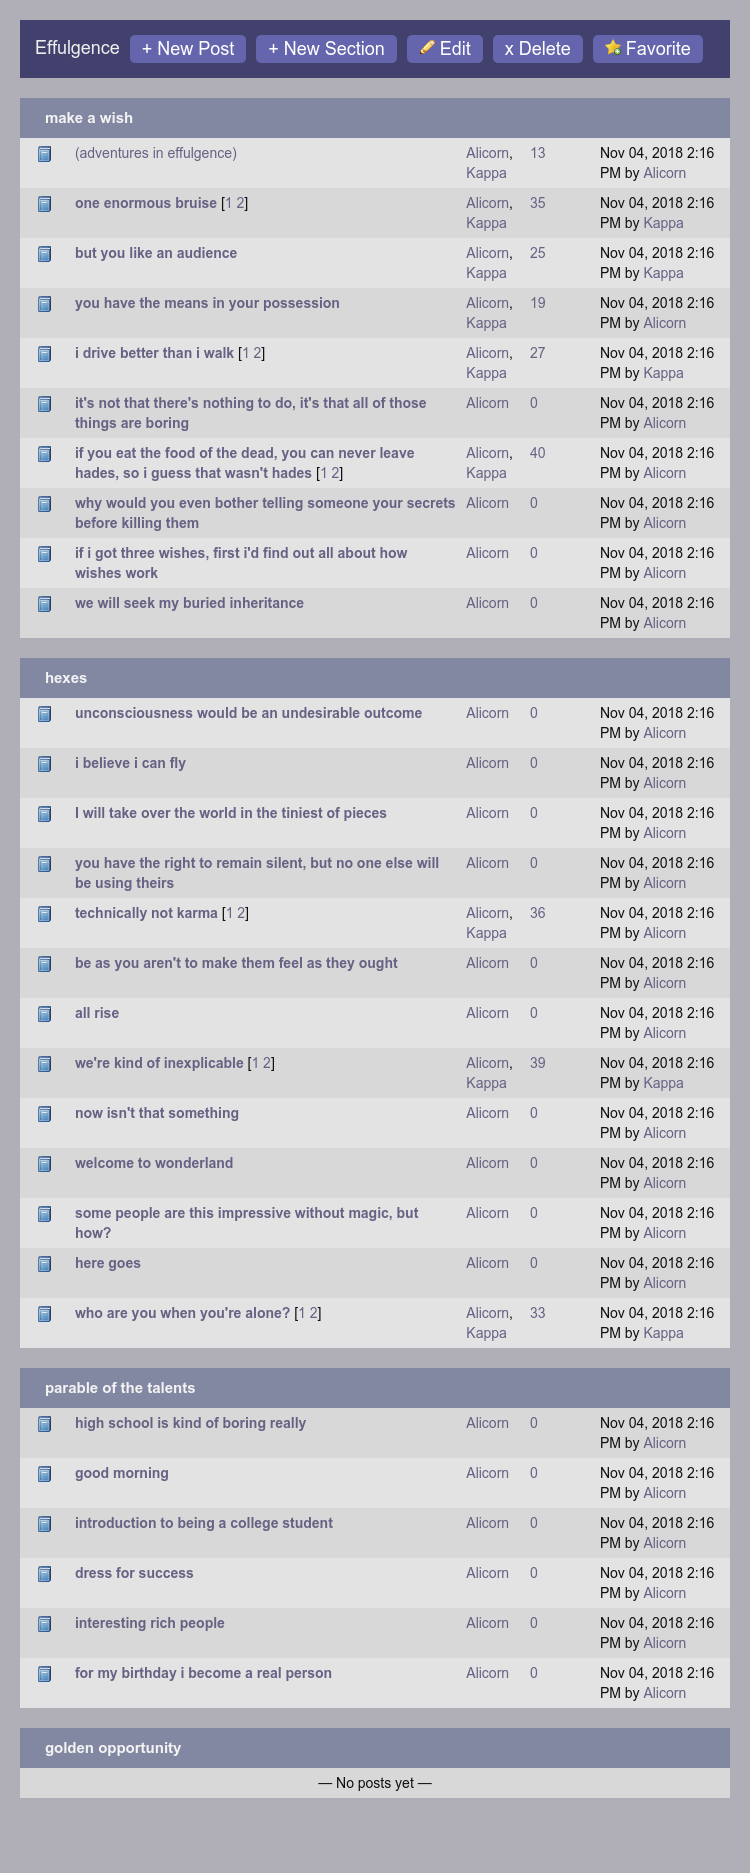 Effulgence + New Post + New Section Edit x Delete Favorite
make a wish
(adventures in effulgence) Alicorn, 13 Nov 04, 2018 2:16
Kappa PM by Alicorn
one enormous bruise [1 2] Alicorn, 35 Nov 04, 2018 2:16
Kappa PM by Kappa
but you like an audience Alicorn, 25 Nov 04, 2018 2:16
Kappa PM by Kappa
you have the means in your possession Alicorn, 19 Nov 04, 2018 2:16
Kappa PM by Alicorn
i drive better than i walk [1 2] Alicorn, 27 Nov 04, 2018 2:16
Kappa PM by Kappa
it's not that there's nothing to do, it's that all of those Alicorn 0 Nov 04, 2018 2:16
things are boring PM by Alicorn
if you eat the food of the dead, you can never leave Alicorn, 40 Nov 04, 2018 2:16
hades, so i guess that wasn't hades [1 2] Kappa PM by Alicorn
why would you even bother telling someone your secrets Alicorn 0 Nov 04, 2018 2:16
before killing them PM by Alicorn
if i got three wishes, first i'd find out all about how Alicorn 0 Nov 04, 2018 2:16
wishes work PM by Alicorn
we will seek my buried inheritance Alicorn 0 Nov 04, 2018 2:16
PM by Alicorn
hexes
unconsciousness would be an undesirable outcome Alicorn 0 Nov 04, 2018 2:16
PM by Alicorn
i believe i can fly Alicorn 0 Nov 04, 2018 2:16
PM by Alicorn
I will take over the world in the tiniest of pieces Alicorn 0 Nov 04, 2018 2:16
PM by Alicorn
you have the right to remain silent, but no one else will Alicorn 0 Nov 04, 2018 2:16
be using theirs PM by Alicorn
technically not karma [1 2] Alicorn, 36 Nov 04, 2018 2:16
Kappa PM by Alicorn
be as you aren't to make them feel as they ought Alicorn 0 Nov 04, 2018 2:16
PM by Alicorn
all rise Alicorn 0 Nov 04, 2018 2:16
PM by Alicorn
we're kind of inexplicable [1 2] Alicorn, 39 Nov 04, 2018 2:16
Kappa PM by Kappa
now isn't that something Alicorn 0 Nov 04, 2018 2:16
PM by Alicorn
welcome to wonderland Alicorn 0 Nov 04, 2018 2:16
PM by Alicorn
some people are this impressive without magic, but Alicorn 0 Nov 04, 2018 2:16
how? PM by Alicorn
here goes Alicorn 0 Nov 04, 2018 2:16
PM by Alicorn
who are you when you're alone? [1 2] Alicorn, 33 Nov 04, 2018 2:16
Kappa PM by Kappa
parable of the talents
high school is kind of boring really Alicorn 0 Nov 04, 2018 2:16
PM by Alicorn
good morning Alicorn 0 Nov 04, 2018 2:16
PM by Alicorn
introduction to being a college student Alicorn 0 Nov 04, 2018 2:16
PM by Alicorn
dress for success Alicorn 0 Nov 04, 2018 2:16
PM by Alicorn
interesting rich people Alicorn 0 Nov 04, 2018 2:16
PM by Alicorn
for my birthday i become a real person Alicorn 0 Nov 04, 2018 2:16
PM by Alicorn
golden opportunity
— No posts yet —